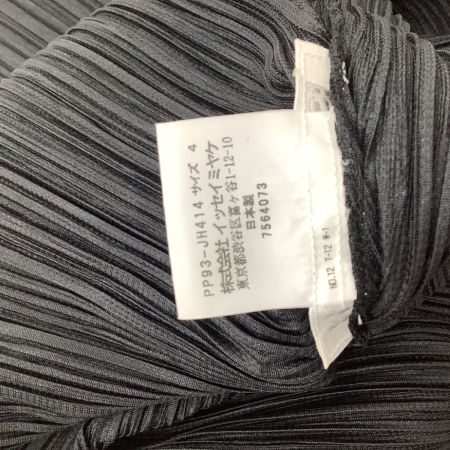 PP93-JH414 サイズ 4
株式会社 イッセイミヤケ
東京都渋谷区富ヶ谷1-12-10
日本製
7564073
NO.12 T-12 M-1